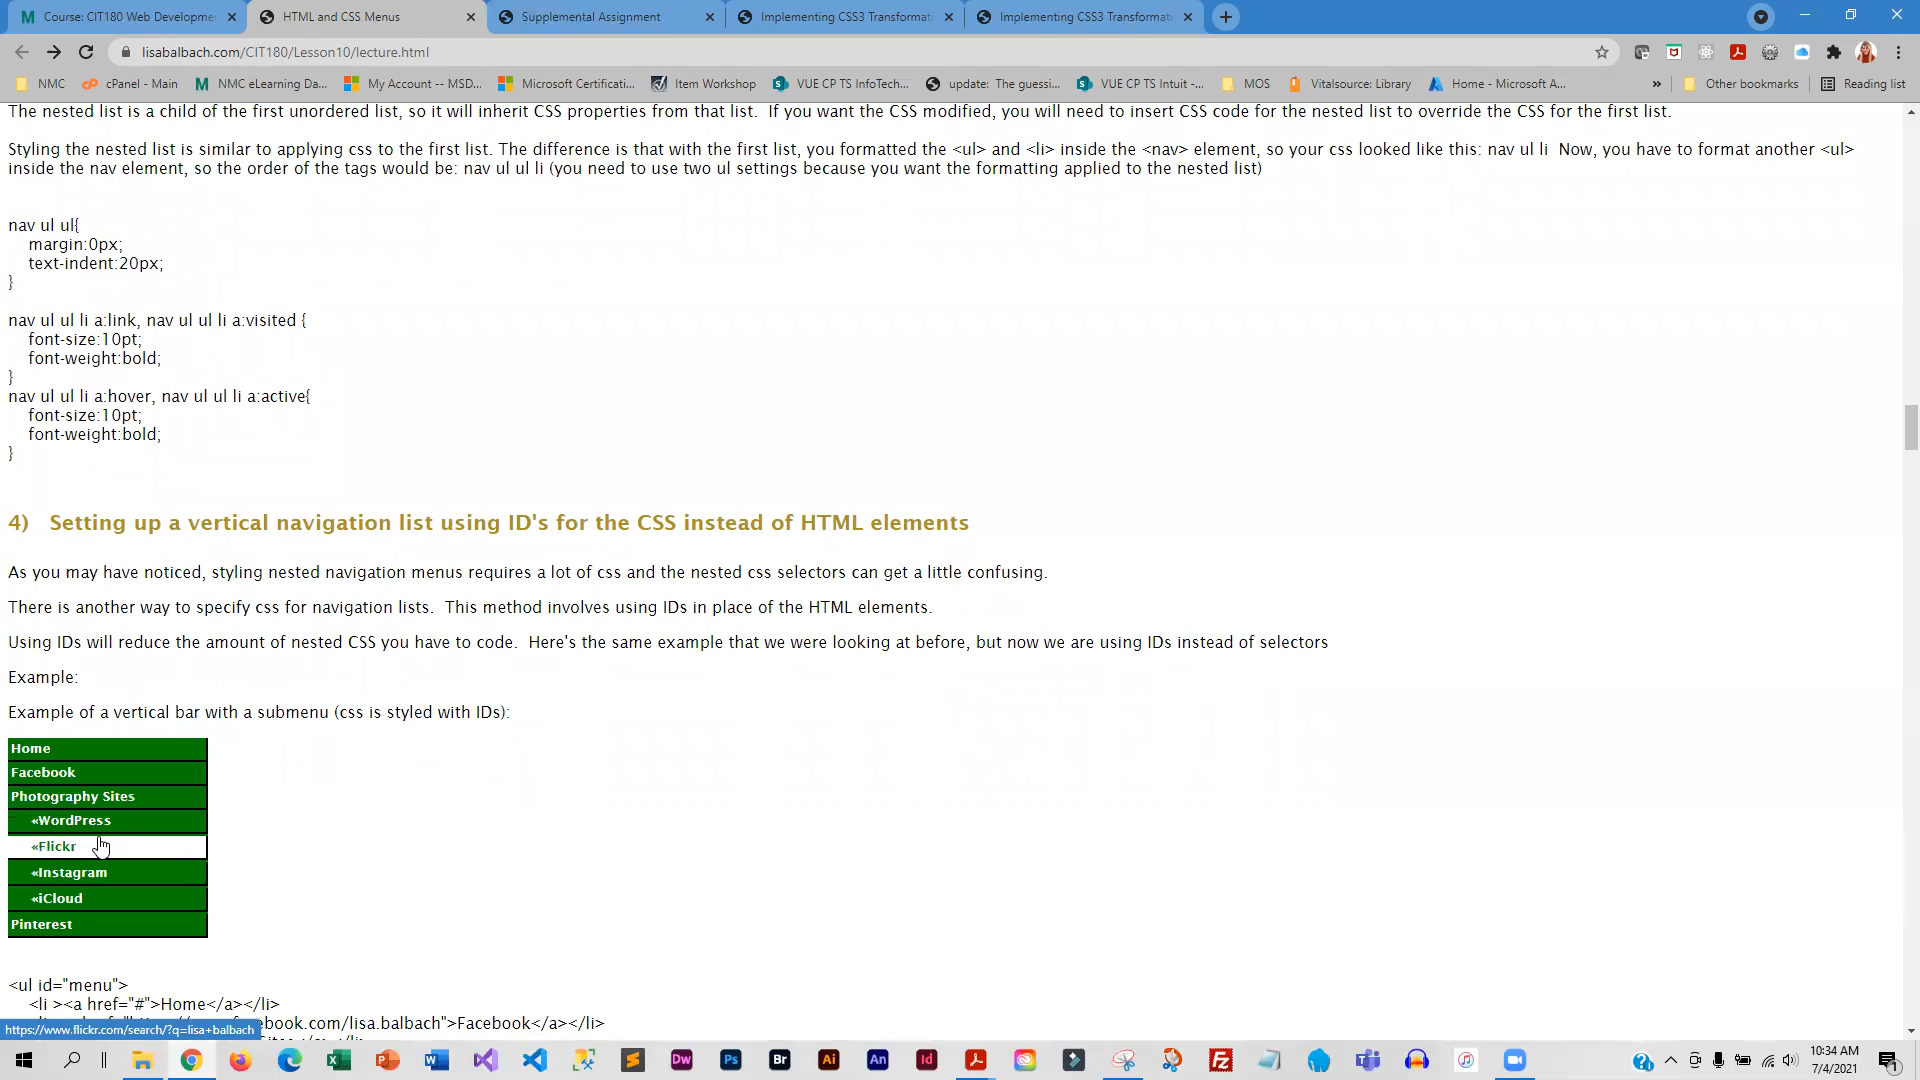 Course: CIT180 Web Developme
HTML and CSS Menus
Supplemental Assignment
Implementing CSS3 Transformati
Implementing CSS3 Transformati
lisabalbach.com/CIT180/Lesson10/lecture.html
NMC
cPanel - Main
NMC eLearning Da...
My Account -- MSD...
Microsoft Certificati...
Item Workshop
VUE CP TS InfoTech...
update: The guessi...
VUE CP TS Intuit -...
MOS
Vitalsource: Library
Home - Microsoft A...
»
Other bookmarks
Reading list
The nested list is a child of the first unordered list, so it will inherit CSS properties from that list. If you want the CSS modified, you will need to insert CSS code for the nested list to override the CSS for the first list.
Styling the nested list is similar to applying css to the first list. The difference is that with the first list, you formatted the <ul> and <li> inside the <nav> element, so your css looked like this: nav ul li Now, you have to format another <ul>
inside the nav element, so the order of the tags would be: nav ul ul li (you need to use two ul settings because you want the formatting applied to the nested list)
nav ul ul{
margin:0px;
text-indent:20px;
}
nav ul ul li a:link, nav ul ul li a:visited {
font-size:10pt;
font-weight:bold;
}
nav ul ul li a:hover, nav ul ul li a:active{
font-size:10pt;
font-weight:bold;
}
4) Setting up a vertical navigation list using ID's for the CSS instead of HTML elements
As you may have noticed, styling nested navigation menus requires a lot of css and the nested css selectors can get a little confusing.
There is another way to specify css for navigation lists. This method involves using IDs in place of the HTML elements.
Using IDs will reduce the amount of nested CSS you have to code. Here's the same example that we were looking at before, but now we are using IDs instead of selectors
Example:
Example of a vertical bar with a submenu (css is styled with IDs):
Home
Facebook
Photography Sites
«WordPress
«Flickr
«Instagram
«iCloud
Pinterest
<ul id="menu">
<li ><a href="#">Home</a></li>
ebook.com/lisa.balbach">Facebook</a></li>
https://www.flickr.com/search/?q=lisa+balbach
10:34 AM
7/4/2021